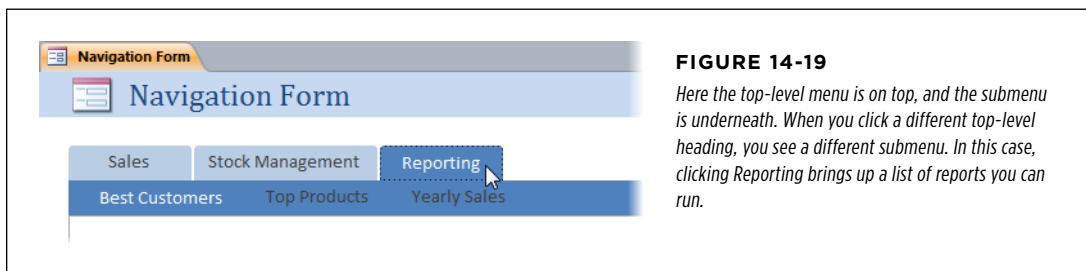 Navigation Form
Navigation Form
Sales Stock Management Reporting
Best Customers Top Products Yearly Sales
FIGURE 14-19
Here the top-level menu is on top, and the submenu
is underneath. When you click a different top-level
heading, you see a different submenu. In this case,
clicking Reporting brings up a list of reports you can
run.